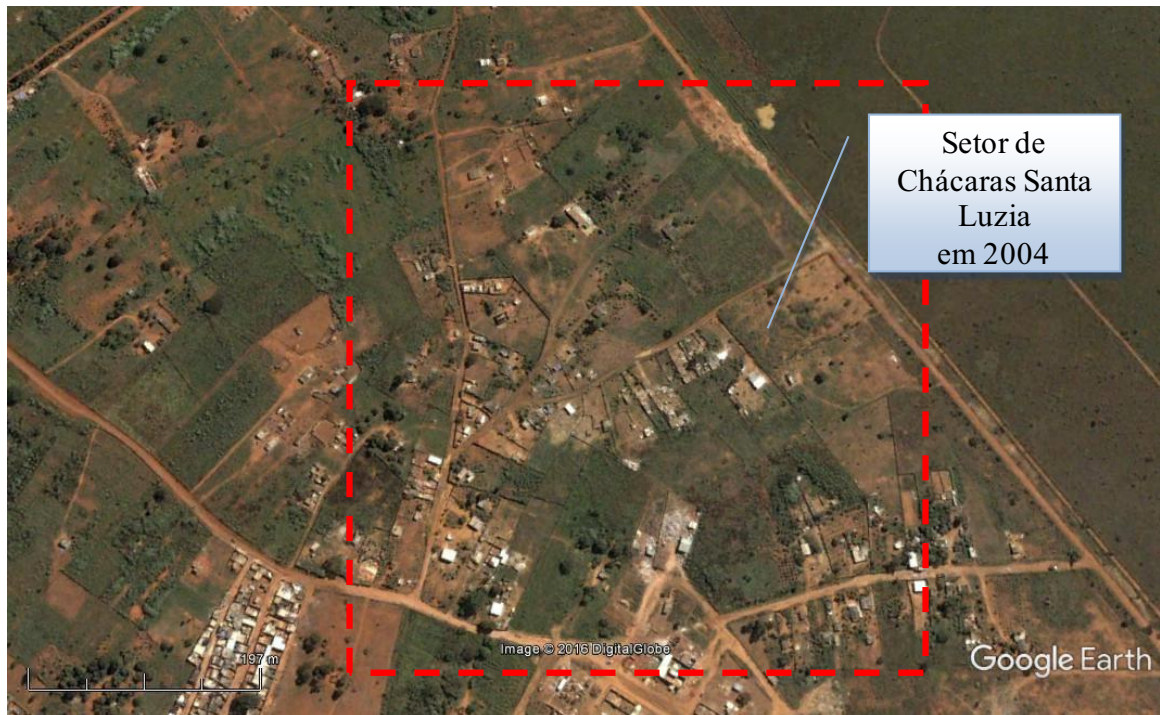 Setor de
Chácaras Santa
Luzia
em 2004
Image © 2016 DigitalGlobe
197 m
Google Earth